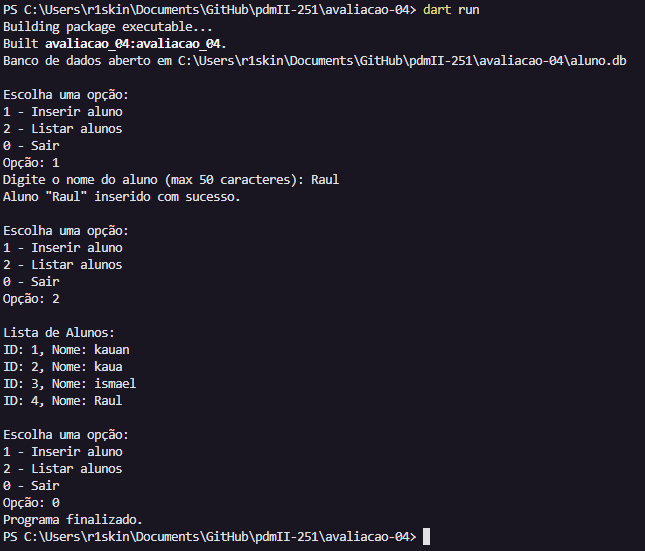 PS C:\Users\r1skin\Documents\GitHub\pdmII-251\avaliacao-04> dart run
Building package executable...
Built avaliacao_04:avaliacao_04.
Banco de dados aberto em C:\Users\r1skin\Documents\GitHub\pdmII-251\avaliacao-04\aluno.db
Escolha uma opção:
1 - Inserir aluno
2 - Listar alunos
0 - Sair
Opção: 1
Digite o nome do aluno (max 50 caracteres): Raul
Aluno "Raul" inserido com sucesso.
Escolha uma opção:
1 - Inserir aluno
2 - Listar alunos
0 - Sair
Opção: 2
Lista de Alunos:
ID: 1, Nome: kauan
ID: 2, Nome: kaua
ID: 3, Nome: ismael
ID: 4, Nome: Raul
Escolha uma opção:
1 - Inserir aluno
2 - Listar alunos
0 - Sair
Opção: 0
Programa finalizado.
PS C:\Users\r1skin\Documents\GitHub\pdmII-251\avaliacao-04>